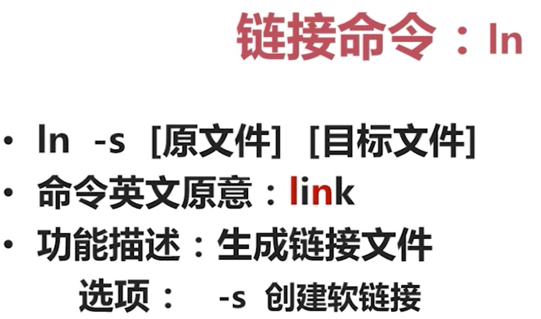 链接命令：ln
• ln -s [原文件] [目标文件]
• 命令英文原意：link
• 功能描述：生成链接文件
选项： -s 创建软链接